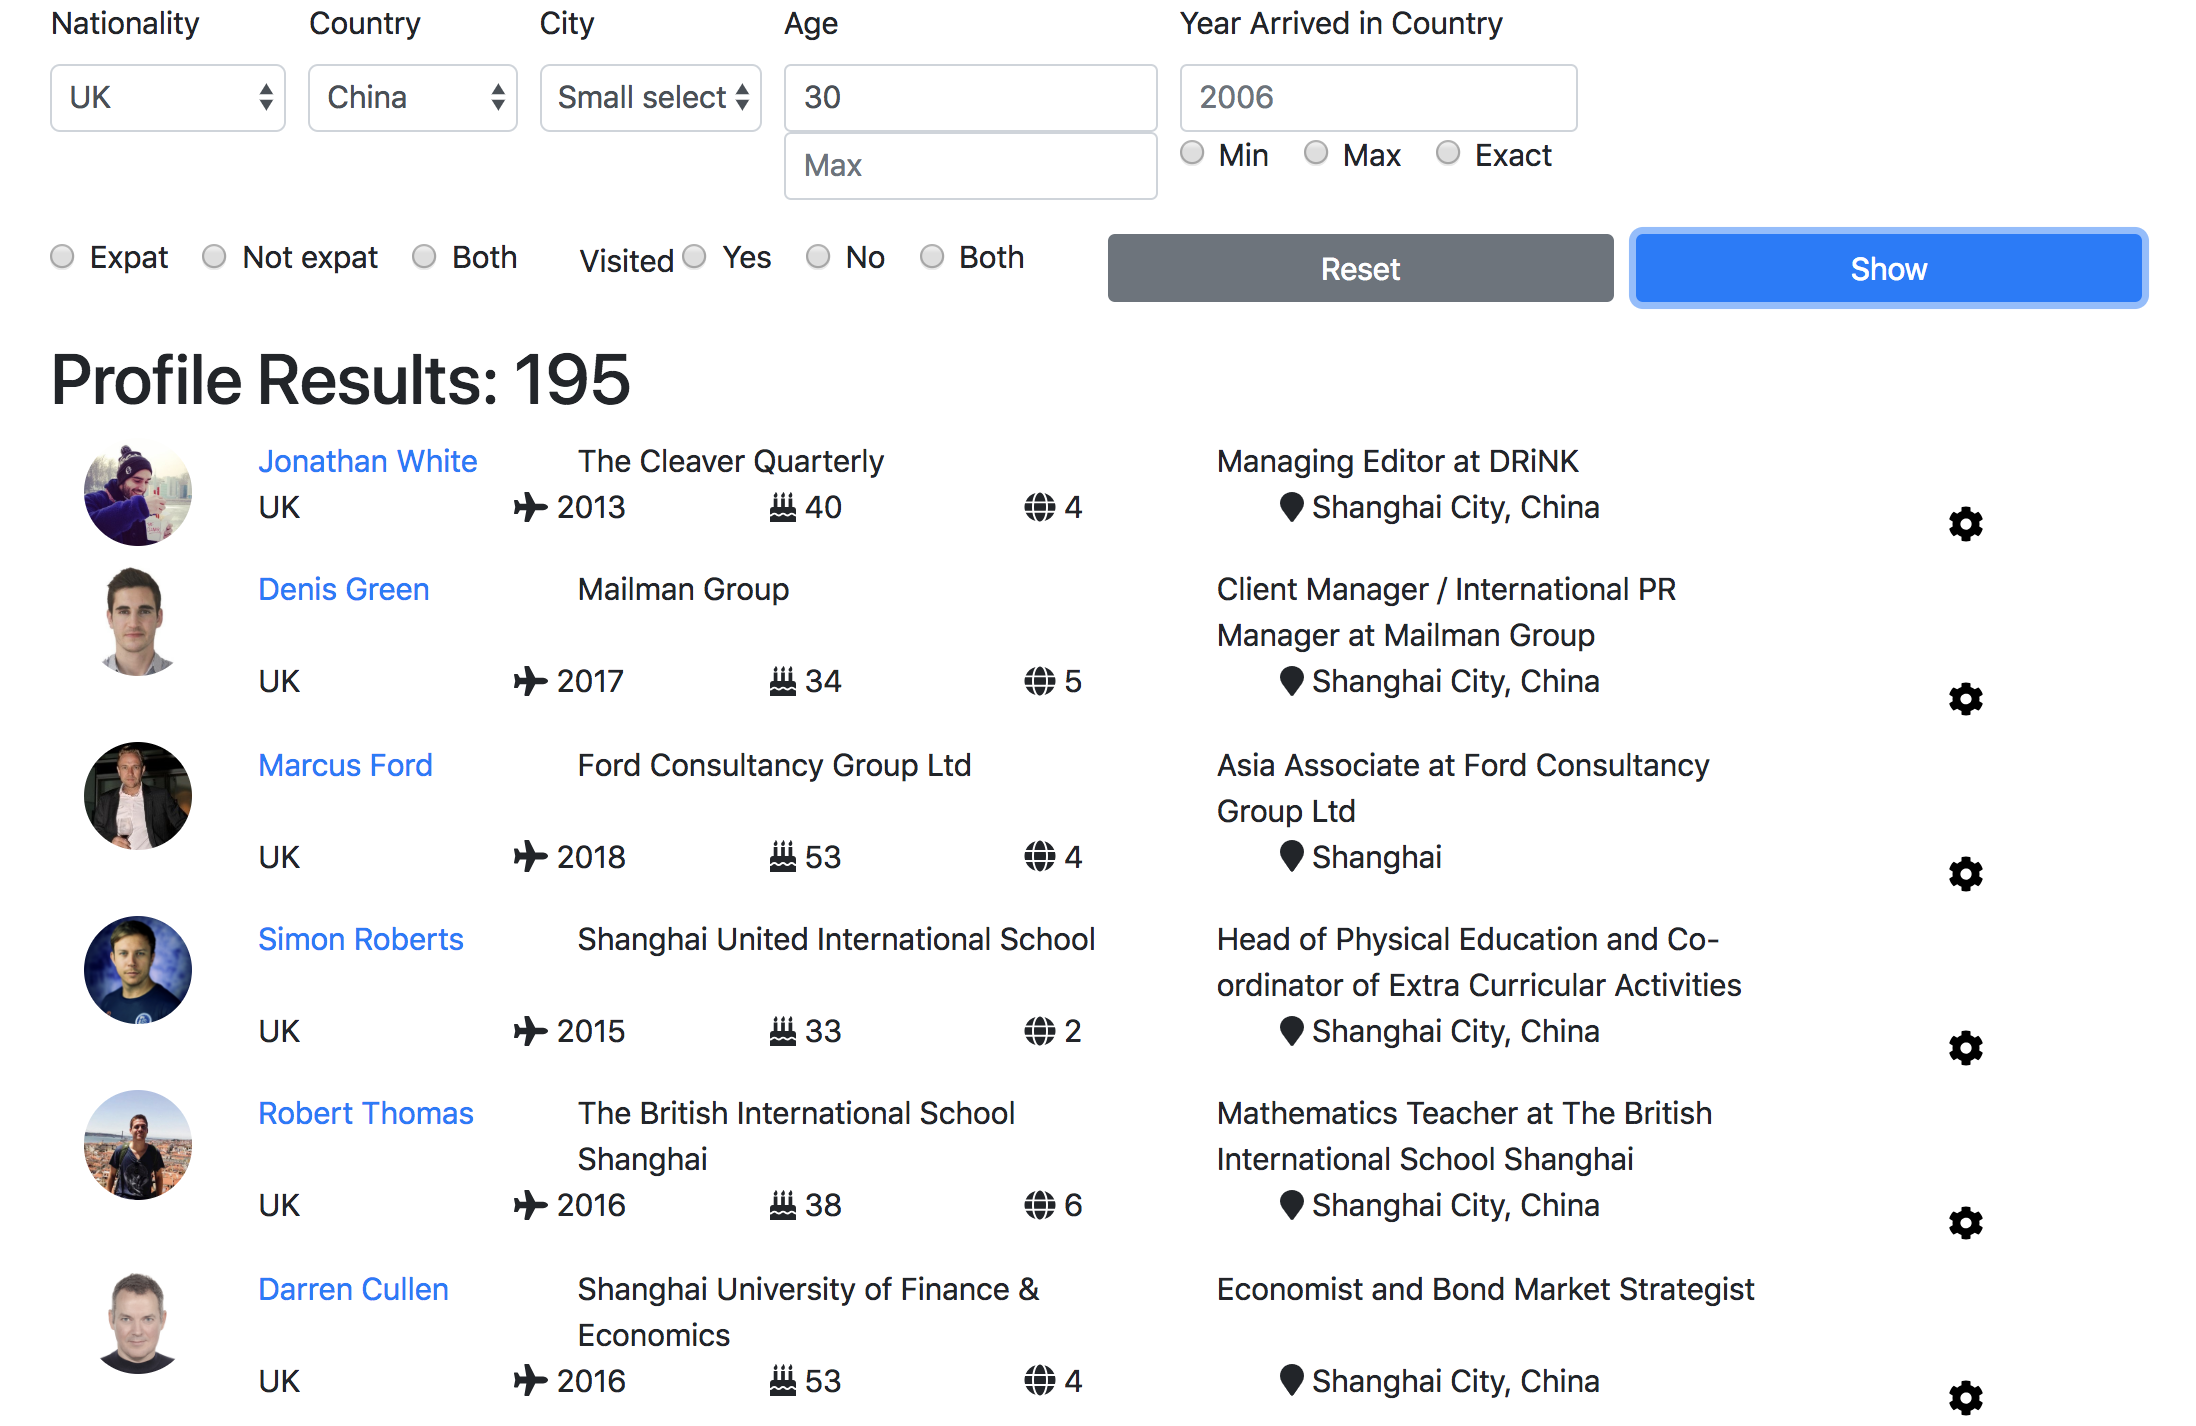 Nationality Country City Age Year Arrived in Country
UK China Small select 30 2006
Max
Min Max Exact
Expat Not expat Both Visited Yes No Both Reset Show
Profile Results: 195
Jonathan White The Cleaver Quarterly Managing Editor at DRiNK
UK 2013 40 4 Shanghai City, China
Denis Green Mailman Group Client Manager / International PR
Manager at Mailman Group
UK 2017 34 5 Shanghai City, China
Marcus Ford Ford Consultancy Group Ltd Asia Associate at Ford Consultancy
Group Ltd
UK 2018 53 4 Shanghai
Simon Roberts Shanghai United International School Head of Physical Education and Co-
ordinator of Extra Curricular Activities
UK 2015 33 2 Shanghai City, China
Robert Thomas The British International School Mathematics Teacher at The British
Shanghai International School Shanghai
UK 2016 38 6 Shanghai City, China
Darren Cullen Shanghai University of Finance & Economist and Bond Market Strategist
Economics
UK 2016 53 4 Shanghai City, China